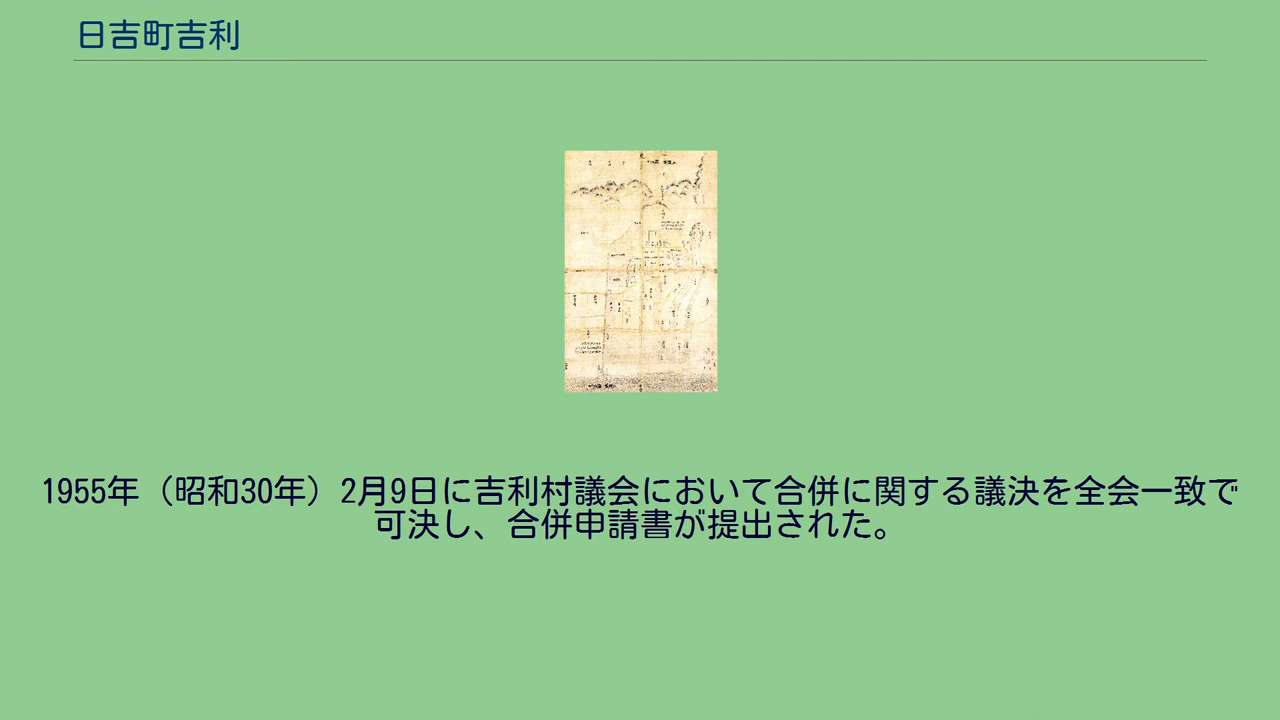 日吉町吉利
1955年（昭和30年）2月9日に吉利村議会において合併に関する議決を全会一致で
可決し、合併申請書が提出された。